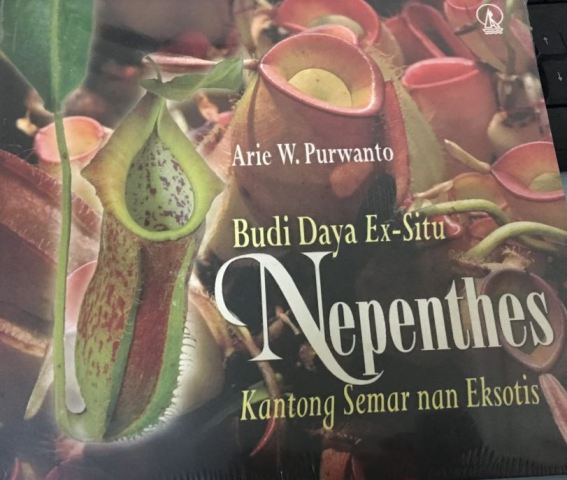 Arie W. Purwanto
Budi Daya Ex-Situ
Nepenthes
Kantong Semar nan Eksotis